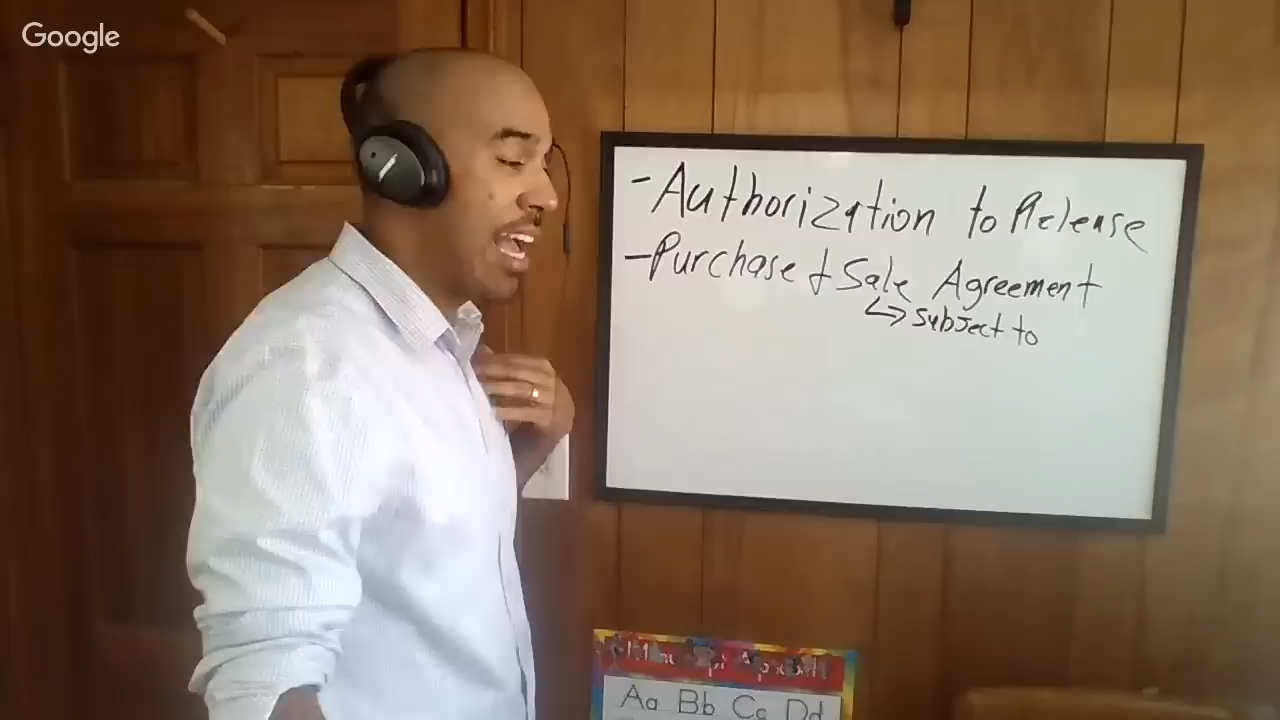 Google
-Authorization to Release
-Purchase & Sale Agreement
↳ Subject to
Aa Bb Cc Dd